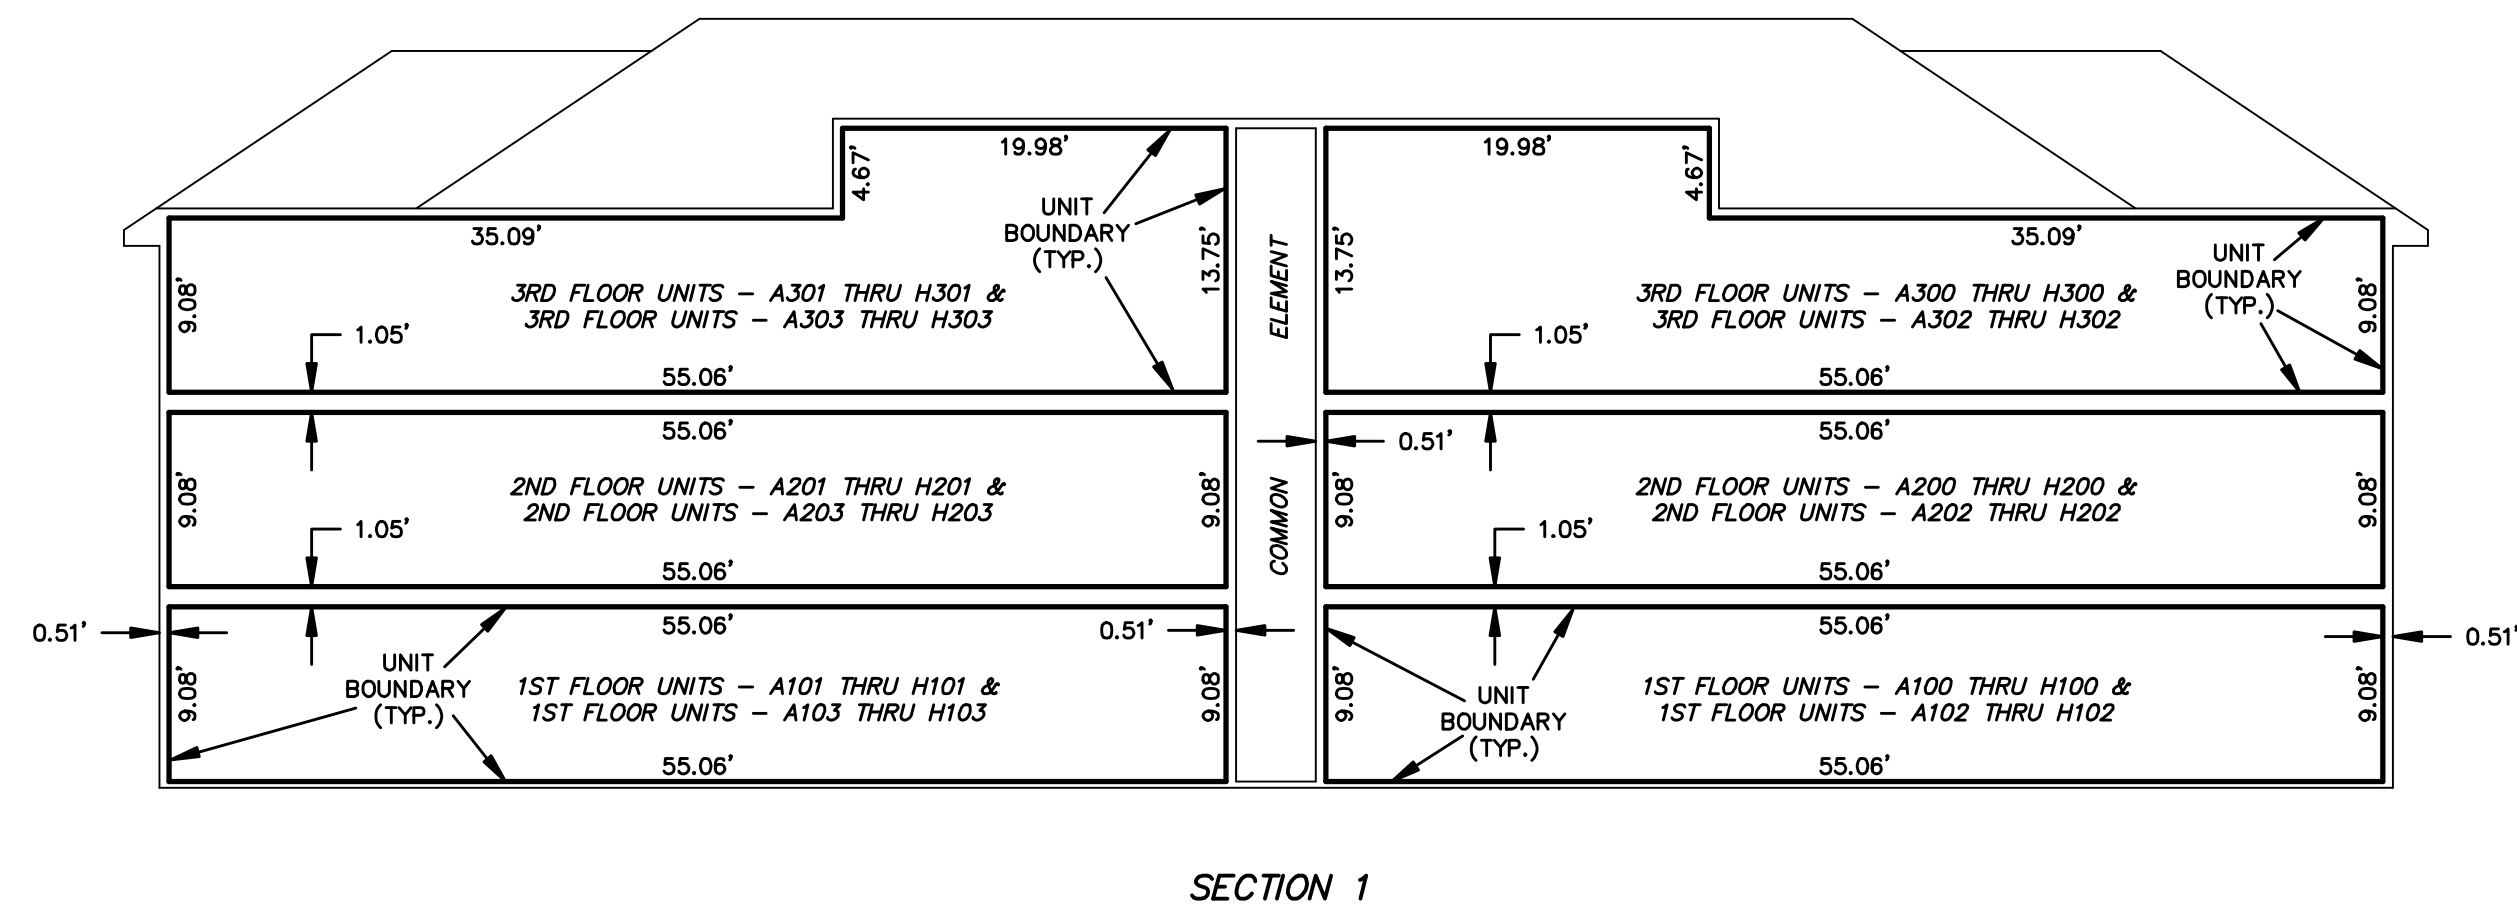 19.98'
19.98'
4.67'
4.67'
UNIT
BOUNDARY
(TYP.)
35.09'
35.09'
UNIT
BOUNDARY
(TYP.)
13.75'
13.75'
ELEMENT
9.08'
3RD FLOOR UNITS - A301 THRU H301 &
3RD FLOOR UNITS - A303 THRU H303
3RD FLOOR UNITS - A300 THRU H300 &
3RD FLOOR UNITS - A302 THRU H302
9.08'
1.05'
1.05'
55.06'
55.06'
55.06'
55.06'
0.51'
9.08'
2ND FLOOR UNITS - A201 THRU H201 &
2ND FLOOR UNITS - A203 THRU H203
9.08'
COMMON
9.08'
2ND FLOOR UNITS - A200 THRU H200 &
2ND FLOOR UNITS - A202 THRU H202
9.08'
1.05'
1.05'
55.06'
55.06'
0.51'
55.06'
0.51'
55.06'
0.51'
UNIT
BOUNDARY
(TYP.)
9.08'
1ST FLOOR UNITS - A101 THRU H101 &
1ST FLOOR UNITS - A103 THRU H103
9.08'
9.08'
UNIT
BOUNDARY
(TYP.)
1ST FLOOR UNITS - A100 THRU H100 &
1ST FLOOR UNITS - A102 THRU H102
9.08'
55.06'
55.06'
SECTION 1